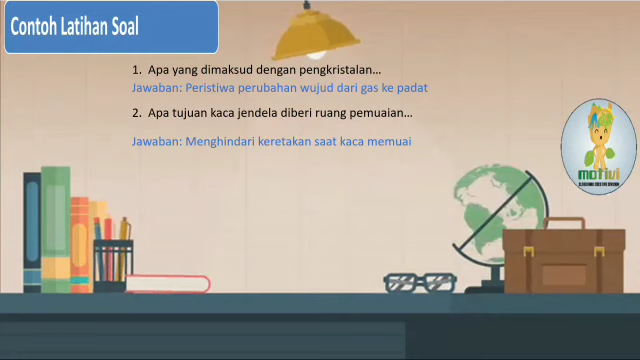 Contoh Latihan Soal
1. Apa yang dimaksud dengan pengkristalan...
Jawaban: Peristiwa perubahan wujud dari gas ke padat
2. Apa tujuan kaca jendela diberi ruang pemuaian...
Jawaban: Menghindari keretakan saat kaca memuai
motivi